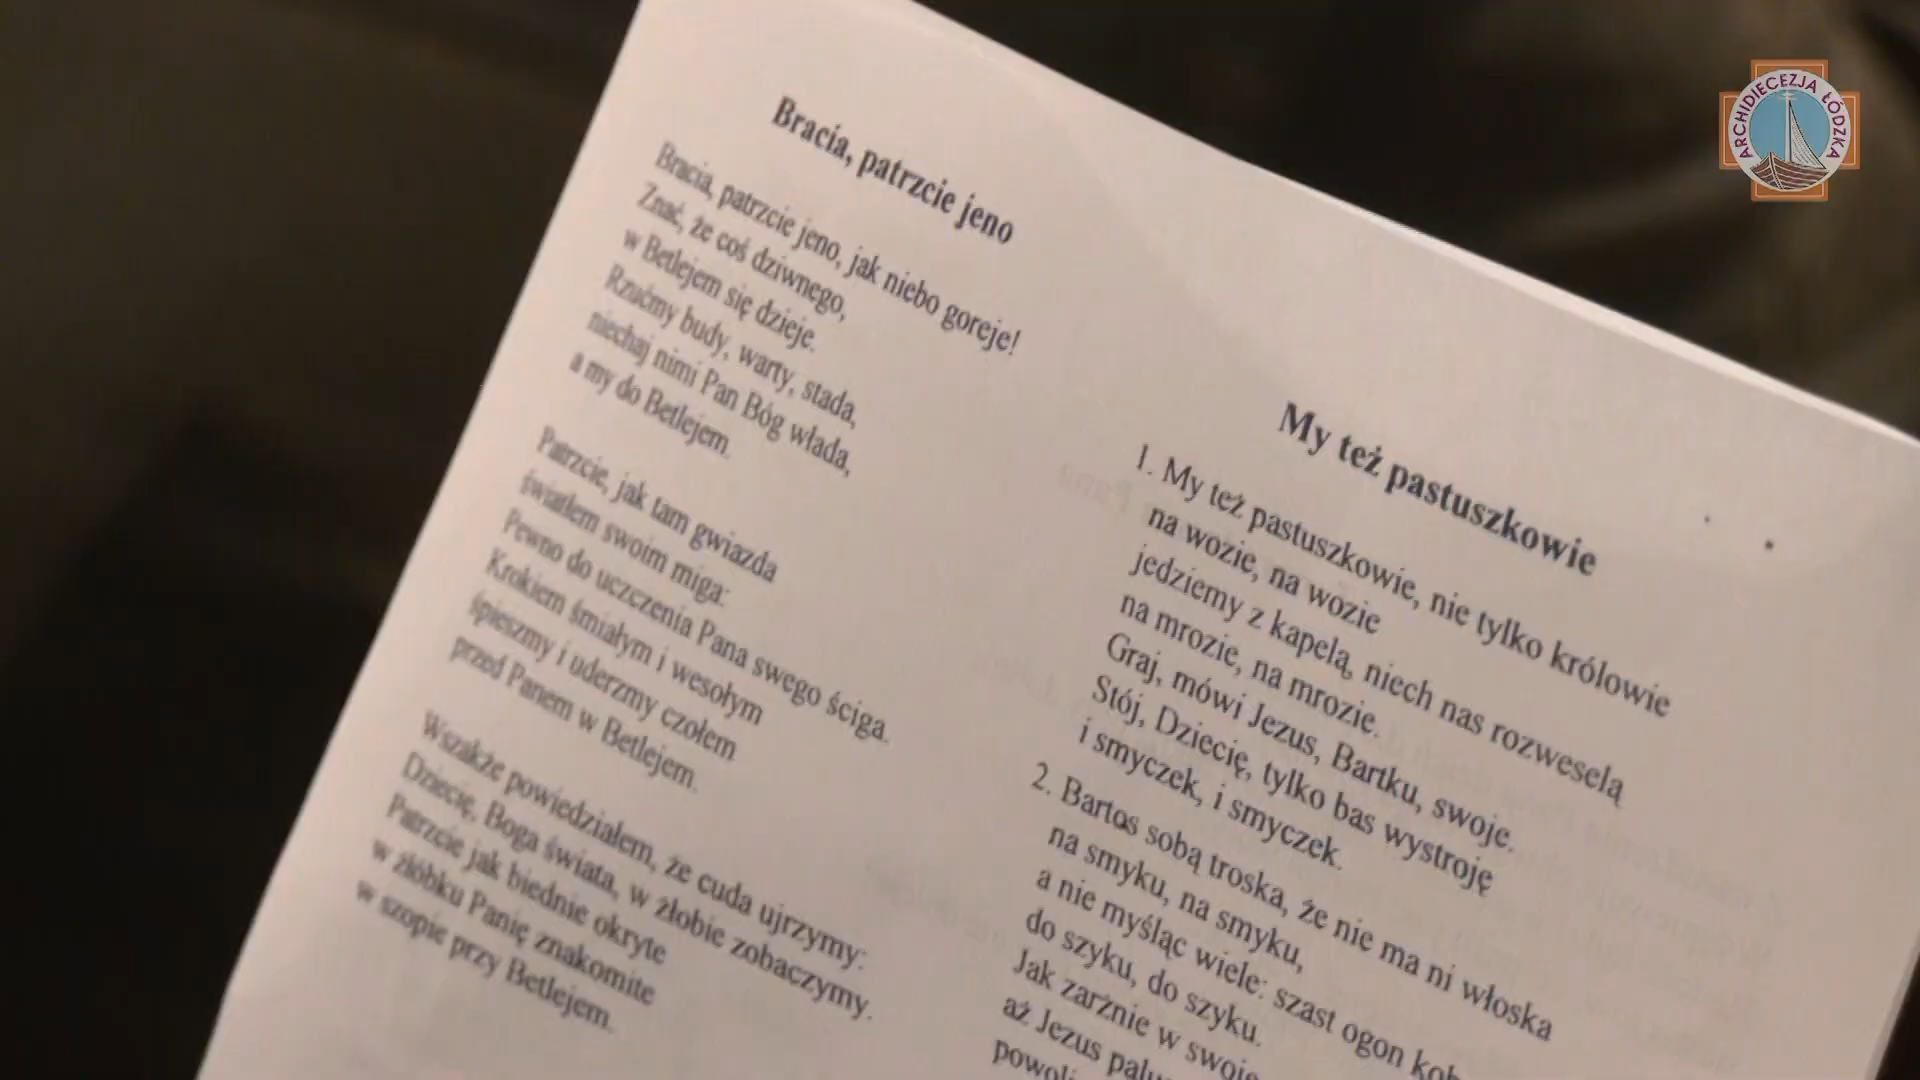 Bracia, patrzcie jeno
Bracia, patrzcie jeno, jak niebo goreje!
Znać, że coś dziwnego,
w Betlejem się dzieje.
Rzućmy budy, warty, stada,
niechaj nimi Pan Bóg włada,
a my do Betlejem.
Patrzcie, jak tam gwiazda
światłem swoim miga:
Pewno do uczczenia Pana swego ściga.
Krokiem śmiałym i wesołym
śpieszmy i uderzmy czołem
przed Panem w Betlejem.
Wszakże powiedziałem, że cuda ujrzymy:
Dziecię, Boga świata, w żłobie zobaczymy.
Patrzcie jak biednie okryte
w żłóbku Panię znakomite
w szopie przy Betlejem.
My też pastuszkowie
1. My też pastuszkowie, nie tylko królowie
na wozie, na wozie
jedziemy z kapelą, niech nas rozweselą
na mrozie, na mrozie.
Graj, mówi Jezus, Bartku, swoje.
Stój, Dziecię, tylko bas wystroję
i smyczek, i smyczek.
2. Bartos sobą troska, że nie ma ni włoska
na smyku, na smyku,
a nie myśląc wiele: szast ogon kob
do szyku, do szyku.
Jak zarżnie w swoje
aż Jezus palu
powoli
ARCHIDIECEZJA ŁÓDZKA